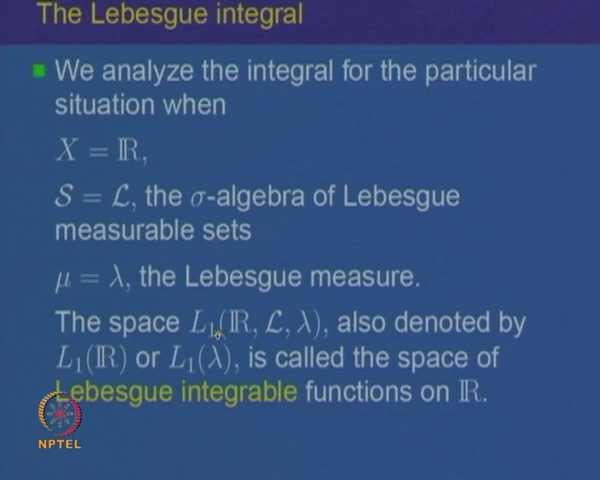 The Lebesgue integral
We analyze the integral for the particular
situation when
X = ℝ,
𝒮 = ℒ, the σ-algebra of Lebesgue
measurable sets
μ = λ, the Lebesgue measure.
The space L₁(ℝ, ℒ, λ), also denoted by
L₁(ℝ) or L₁(λ), is called the space of
Lebesgue integrable functions on ℝ.
NPTEL